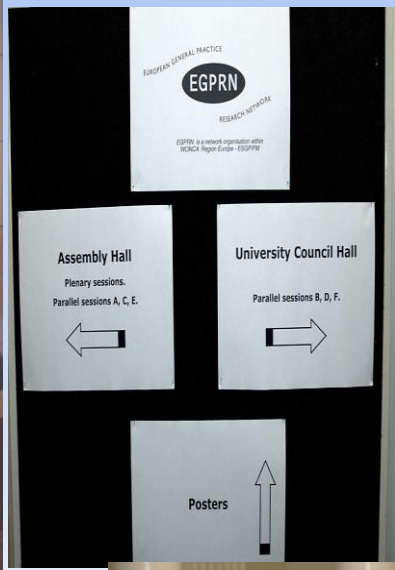 EUROPEAN GENERAL PRACTICE
EGPRN
RESEARCH NETWORK
EGPRN is a network organisation within
WONCA Region Europe - ESGP/FM
Assembly Hall
Plenary sessions.
Parallel sessions A, C, E.
University Council Hall
Parallel sessions B, D, F.
Posters